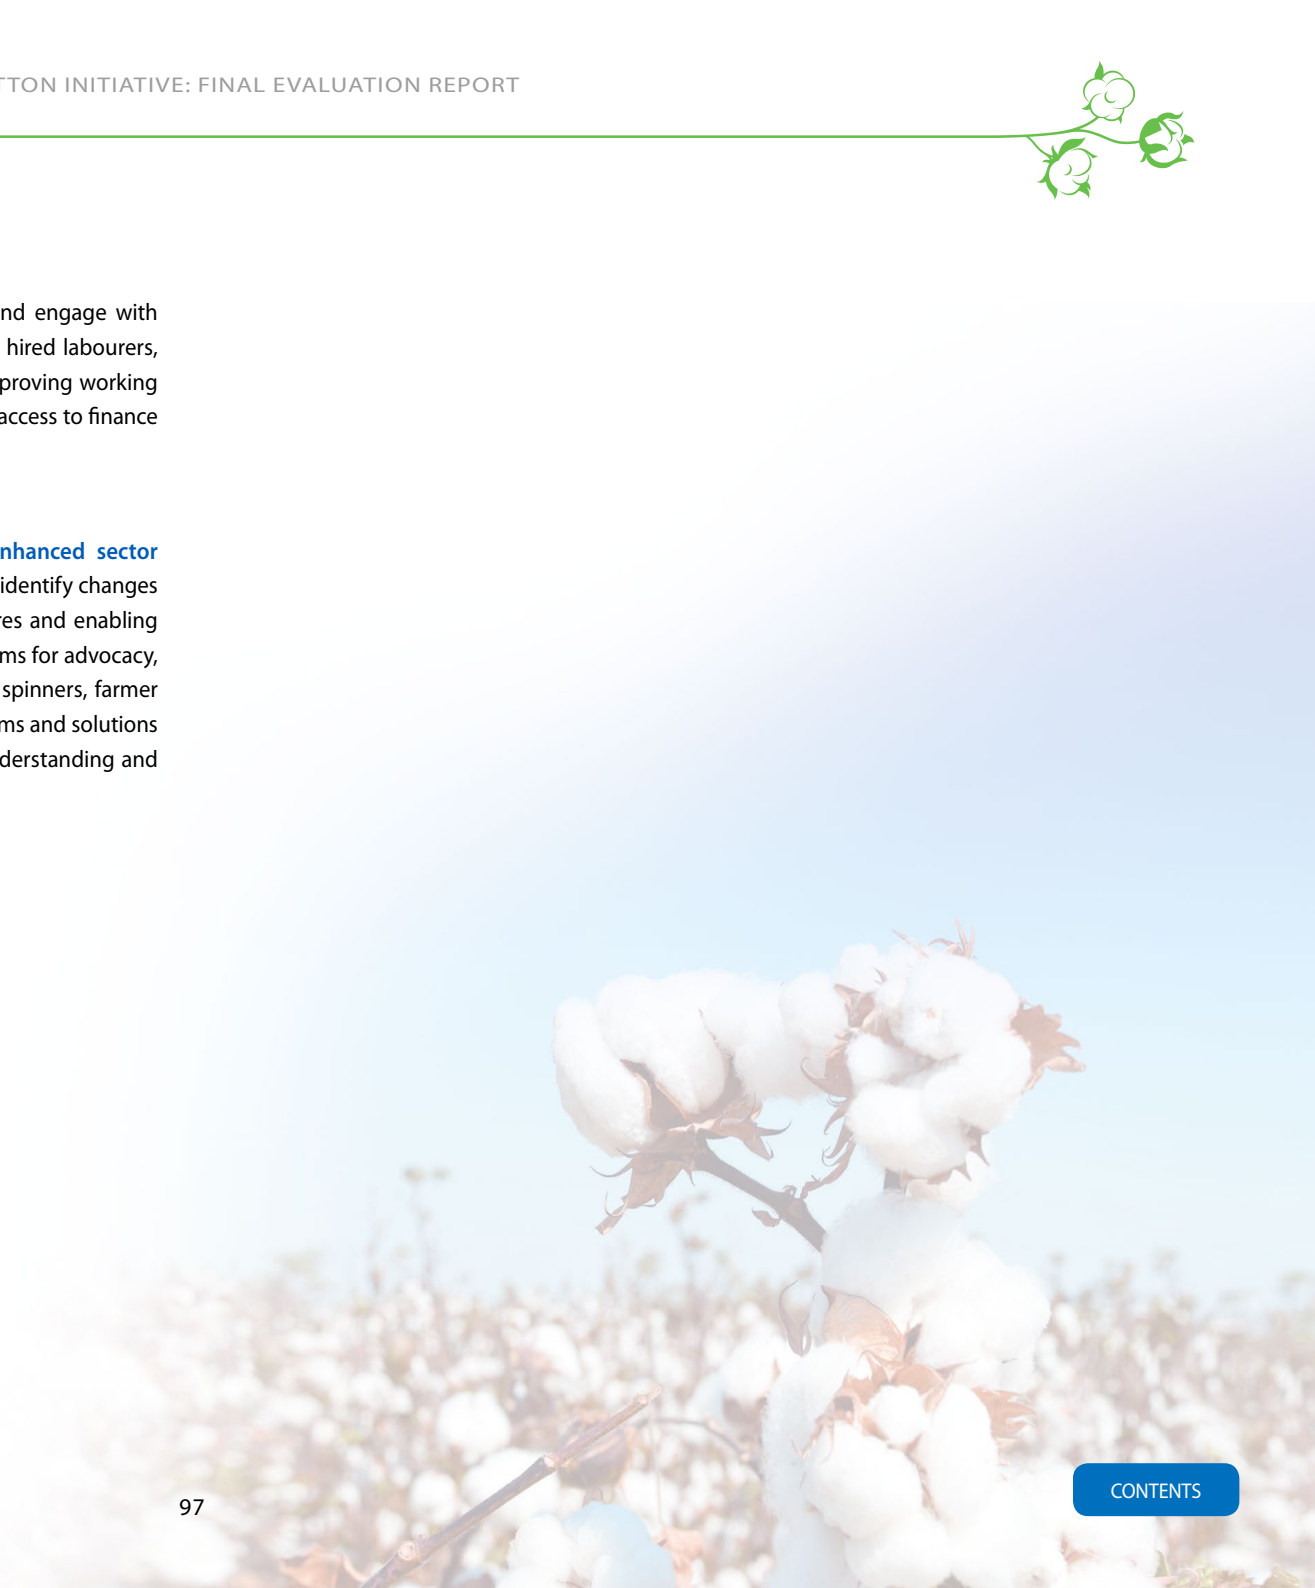 TTON INITIATIVE: FINAL EVALUATION REPORT
nd engage with
hired labourers,
proving working
access to finance
nhanced sector
identify changes
res and enabling
ms for advocacy,
spinners, farmer
ms and solutions
derstanding and
97
CONTENTS